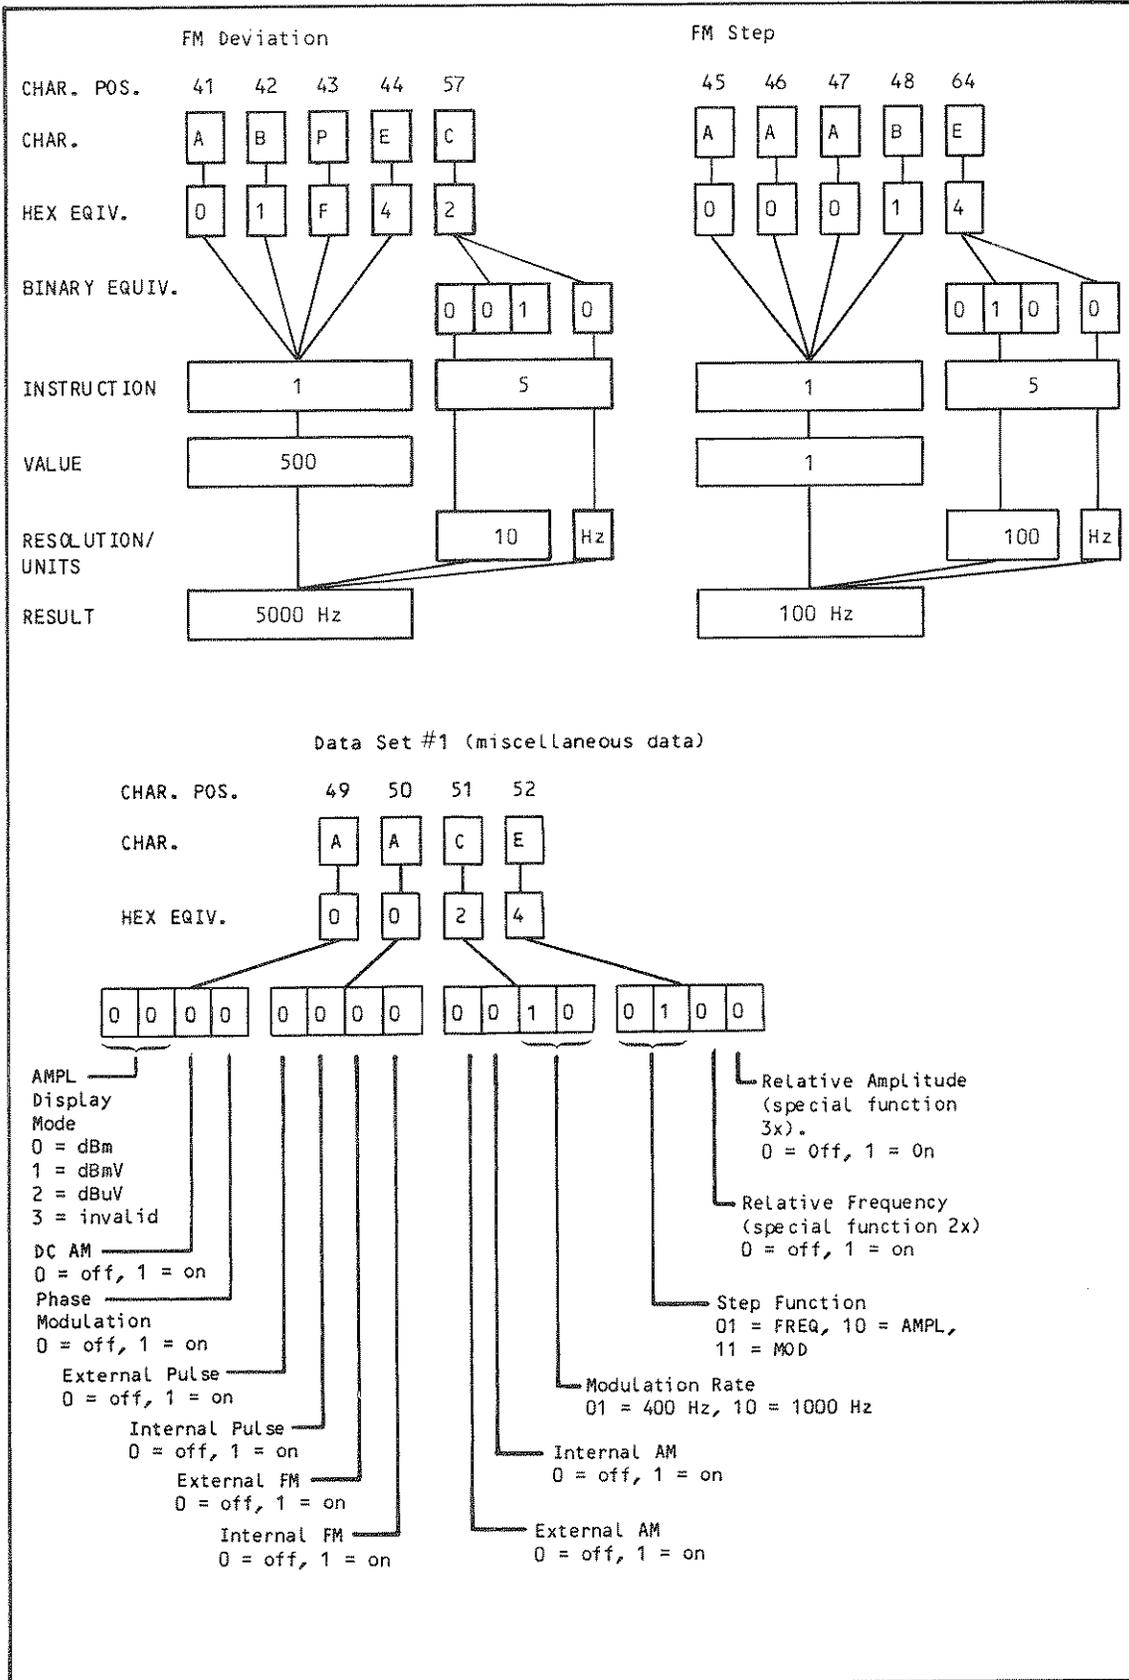 FM Deviation
CHAR. POS. 41 42 43 44 57
CHAR. A B P E C
HEX EQIV. 0 1 F 4 2
BINARY EQUIV. 0 0 1 0
INSTRUCTION 1 5
VALUE 500
RESOLUTION/ 10 Hz
UNITS
RESULT 5000 Hz
FM Step
45 46 47 48 64
A A A B E
0 0 0 1 4
0 1 0 0
1 5
1
100 Hz
100 Hz
Data Set #1 (miscellaneous data)
CHAR. POS. 49 50 51 52
CHAR. A A C E
HEX EQIV. 0 0 2 4
0 0 0 0 0 0 0 0 0 0 1 0 0 1 0 0
AMPL
Display
Mode
0 = dBm
1 = dBmV
2 = dBuV
3 = invalid
DC AM
0 = off, 1 = on
Phase
Modulation
0 = off, 1 = on
External Pulse
0 = off, 1 = on
Internal Pulse
0 = off, 1 = on
External FM
0 = off, 1 = on
Internal FM
0 = off, 1 = on
Relative Amplitude
(special function
3x).
0 = Off, 1 = On
Relative Frequency
(special function 2x)
0 = off, 1 = on
Step Function
01 = FREQ, 10 = AMPL,
11 = MOD
Modulation Rate
01 = 400 Hz, 10 = 1000 Hz
Internal AM
0 = off, 1 = on
External AM
0 = off, 1 = on